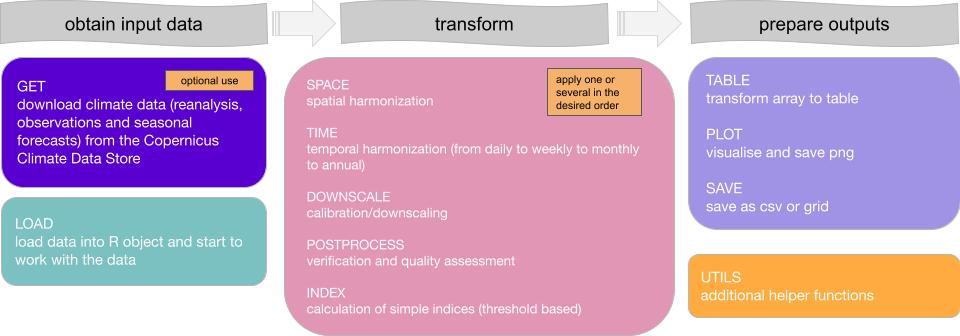 obtain input data
transform
prepare outputs
optional use
GET
download climate data (reanalysis,
observations and seasonal
forecasts) from the Copernicus
Climate Data Store
LOAD
load data into R object and start to
work with the data
apply one or
several in the
desired order
SPACE
spatial harmonization
TIME
temporal harmonization (from daily to weekly to monthly
to annual)
DOWNSCALE
calibration/downscaling
POSTPROCESS
verification and quality assessment
INDEX
calculation of simple indices (threshold based)
TABLE
transform array to table
PLOT
visualise and save png
SAVE
save as csv or grid
UTILS
additional helper functions